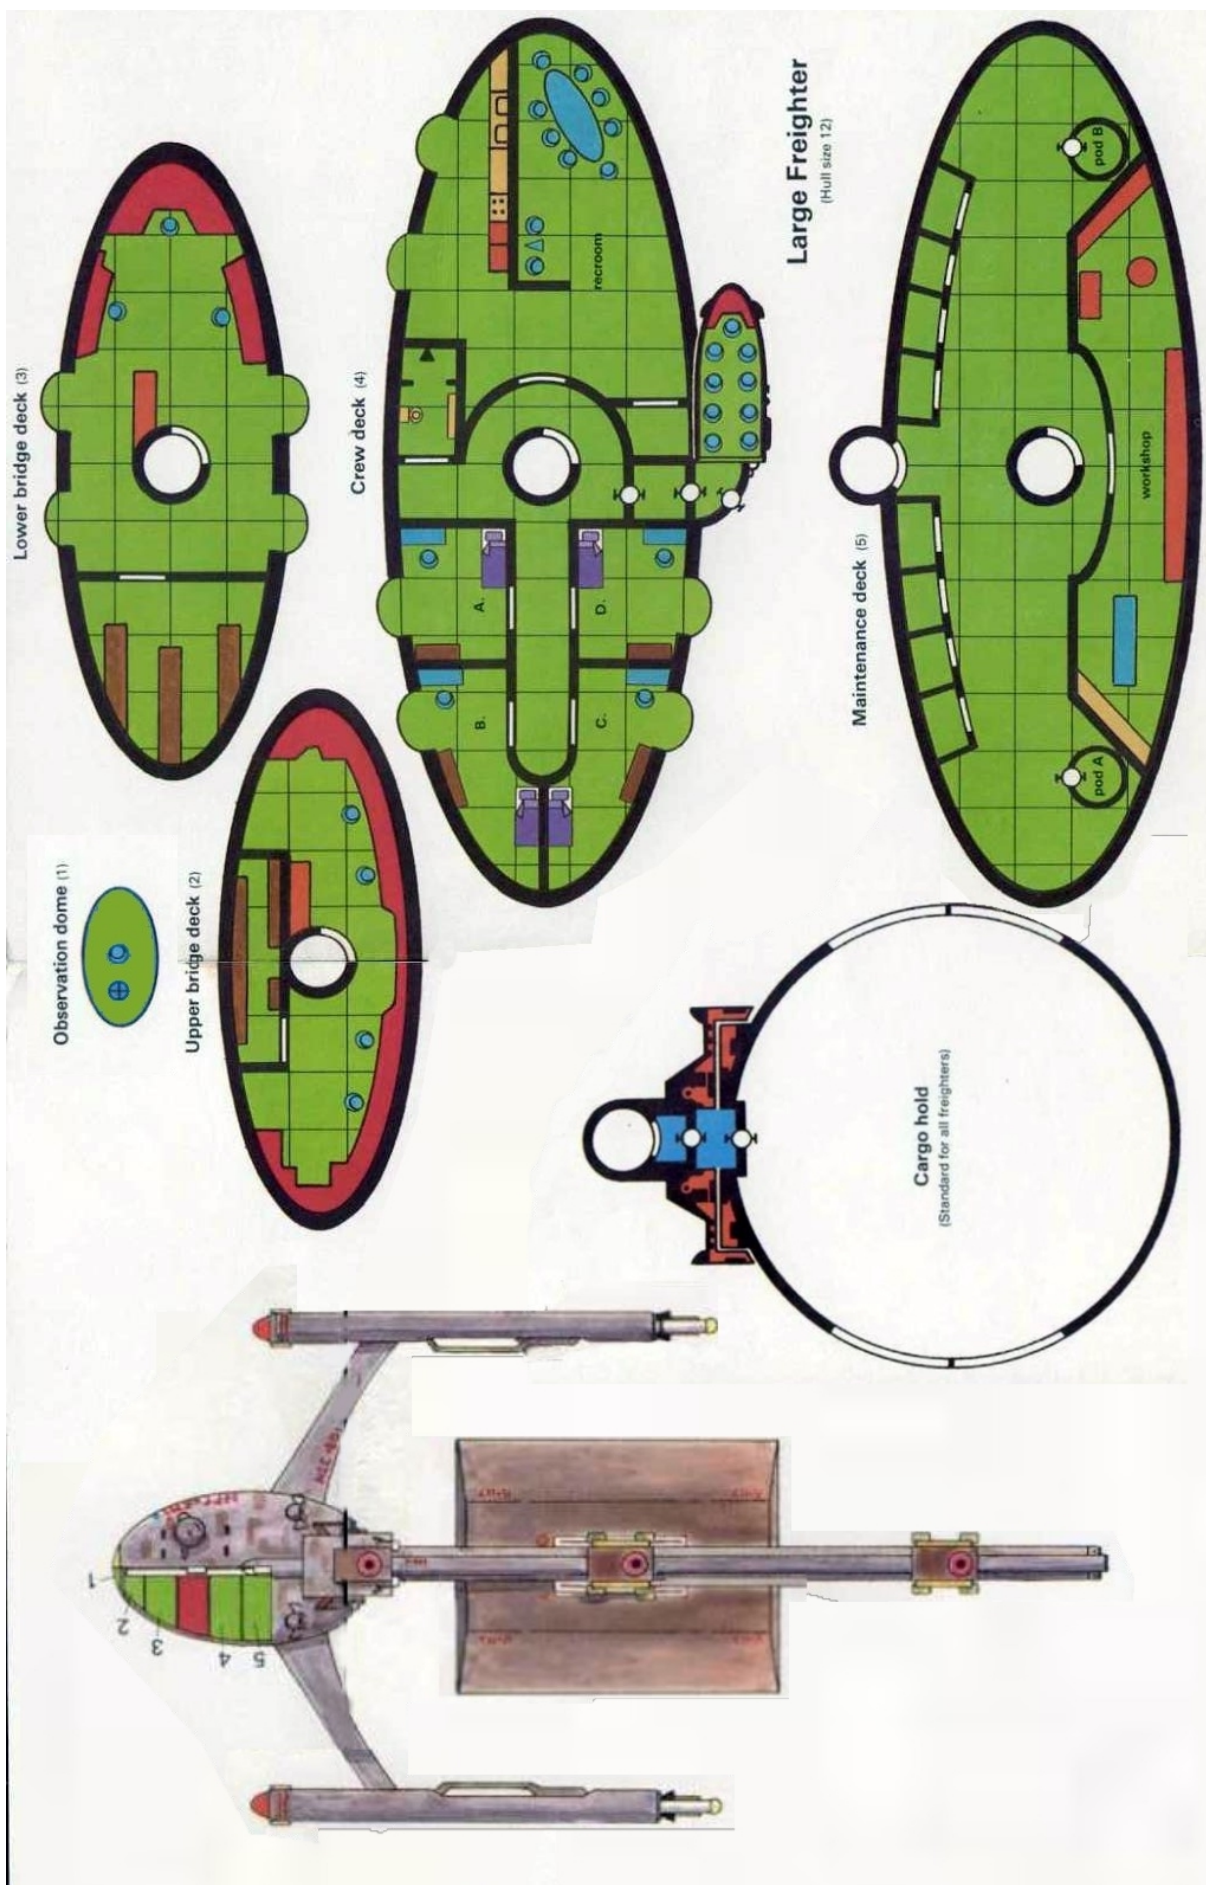 Large Freighter
(Hull size 12)
Lower bridge deck (3)
Crew deck (4)
recroom
A.
B.
C.
D.
Maintenance deck (5)
workshop
pod A
pod B
Observation dome (1)
Upper bridge deck (2)
Cargo hold
(Standard for all freighters)
1
2
3
4
5